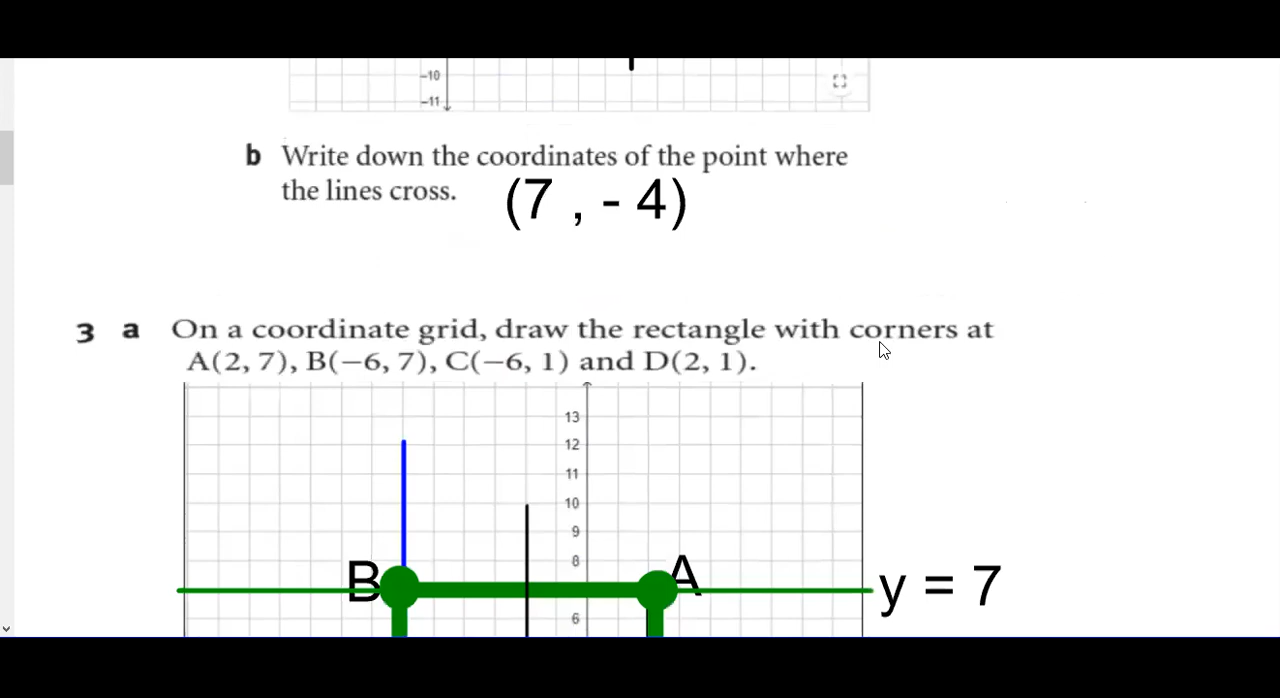 -10
-11
b Write down the coordinates of the point where
the lines cross. (7 , - 4)
3 a On a coordinate grid, draw the rectangle with corners at
A(2, 7), B(−6, 7), C(−6, 1) and D(2, 1).
13
12
11
10
9
8
B A y = 7
6